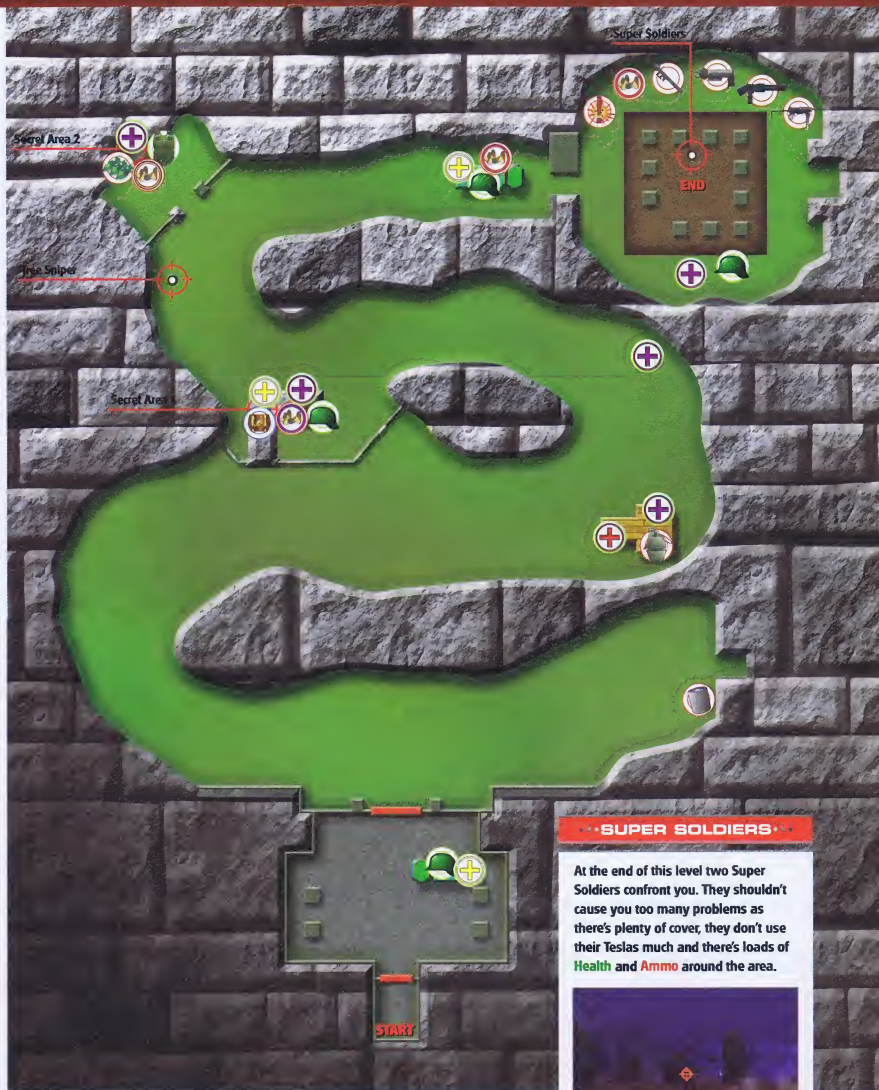 Super Soldiers
Secret Area 2
END
Tree Sniper
Secret Area 1
START
SUPER SOLDIERS
At the end of this level two Super
Soldiers confront you. They shouldn't
cause you too many problems as
there's plenty of cover, they don't use
their Teslas much and there's loads of
Health and Ammo around the area.